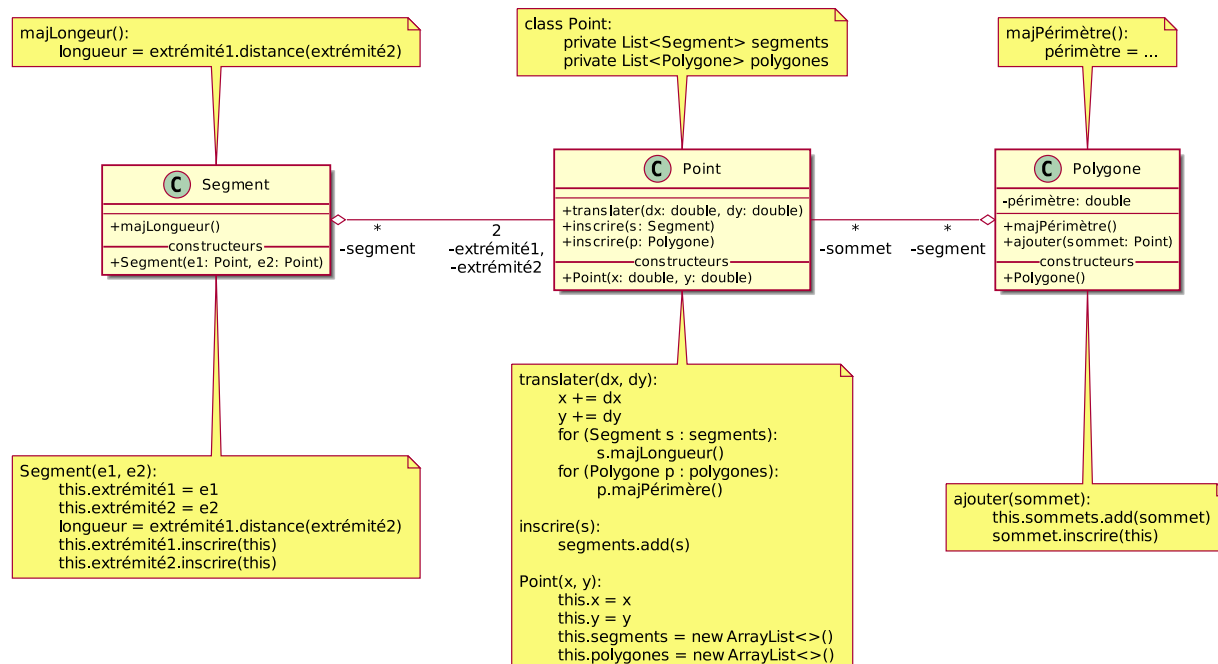 majLongeur():
longueur = extrémité1.distance(extrémité2)
class Point:
private List<Segment> segments
private List<Polygone> polygones
majPérimètre():
périmètre = ...
C Segment
+majLongueur()
constructeurs
+Segment(e1: Point, e2: Point)
*
-segment
2
-extrémité1,
-extrémité2
C Point
+translater(dx: double, dy: double)
+inscrire(s: Segment)
+inscrire(p: Polygone)
constructeurs
+Point(x: double, y: double)
*
-sommet
*
-segment
C Polygone
-périmètre: double
+majPérimètre()
+ajouter(sommet: Point)
constructeurs
+Polygone()
Segment(e1, e2):
this.extrémité1 = e1
this.extrémité2 = e2
longueur = extrémité1.distance(extrémité2)
this.extrémité1.inscrire(this)
this.extrémité2.inscrire(this)
translater(dx, dy):
x += dx
y += dy
for (Segment s : segments):
s.majLongueur()
for (Polygone p : polygones):
p.majPérimère()
inscrire(s):
segments.add(s)
Point(x, y):
this.x = x
this.y = y
this.segments = new ArrayList<>()
this.polygones = new ArrayList<>()
ajouter(sommet):
this.sommets.add(sommet)
sommet.inscrire(this)